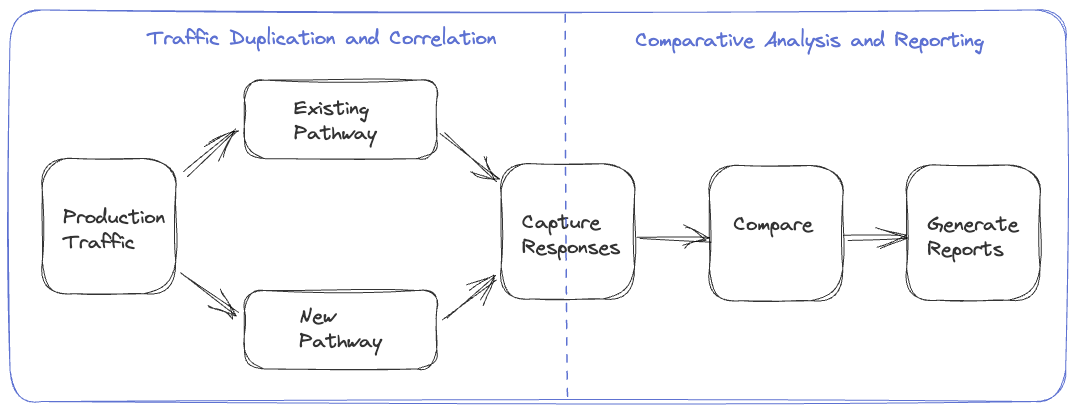 Traffic Duplication and Correlation
Comparative Analysis and Reporting
Existing
Pathway
Production
Traffic
Capture
Responses
Compare
Generate
Reports
New
Pathway